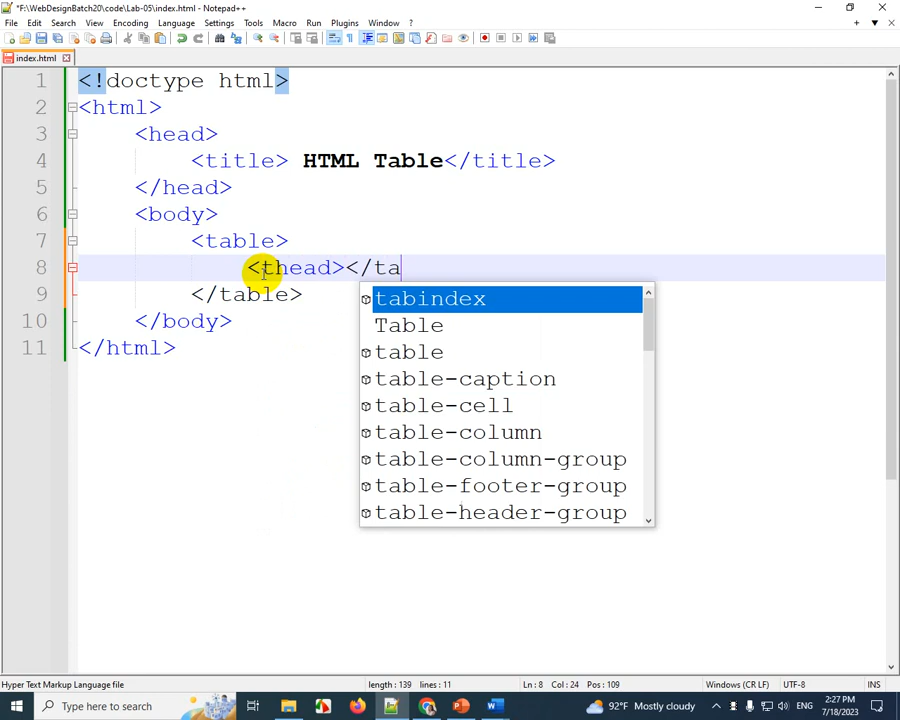 *F:\WebDesignBatch20\code\Lab-05\index.html - Notepad++
File Edit Search View Encoding Language Settings Tools Macro Run Plugins Window ?
index.html
1 <!doctype html>
2 <html>
3 <head>
4 <title> HTML Table</title>
5 </head>
6 <body>
7 <table>
8 <thead></ta
9 </table>
10 </body>
11 </html>
tabindex
Table
table
table-caption
table-cell
table-column
table-column-group
table-footer-group
table-header-group
Hyper Text Markup Language file length : 139 lines : 11 Ln : 8 Col : 24 Pos : 109 Windows (CR LF) UTF-8 INS
Type here to search 92°F Mostly cloudy 2:27 PM
7/18/2023